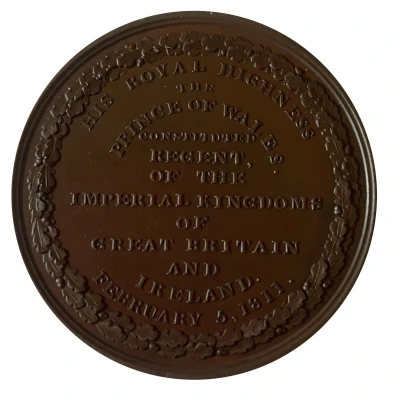 HIS ROYAL HIGHNESS
THE
PRINCE OF WALES
CONSTITUTED
REGENT,
OF THE
IMPERIAL KINGDOMS
OF
GREAT BRITAIN
AND
IRELAND.
FEBRUARY 5, 1811.